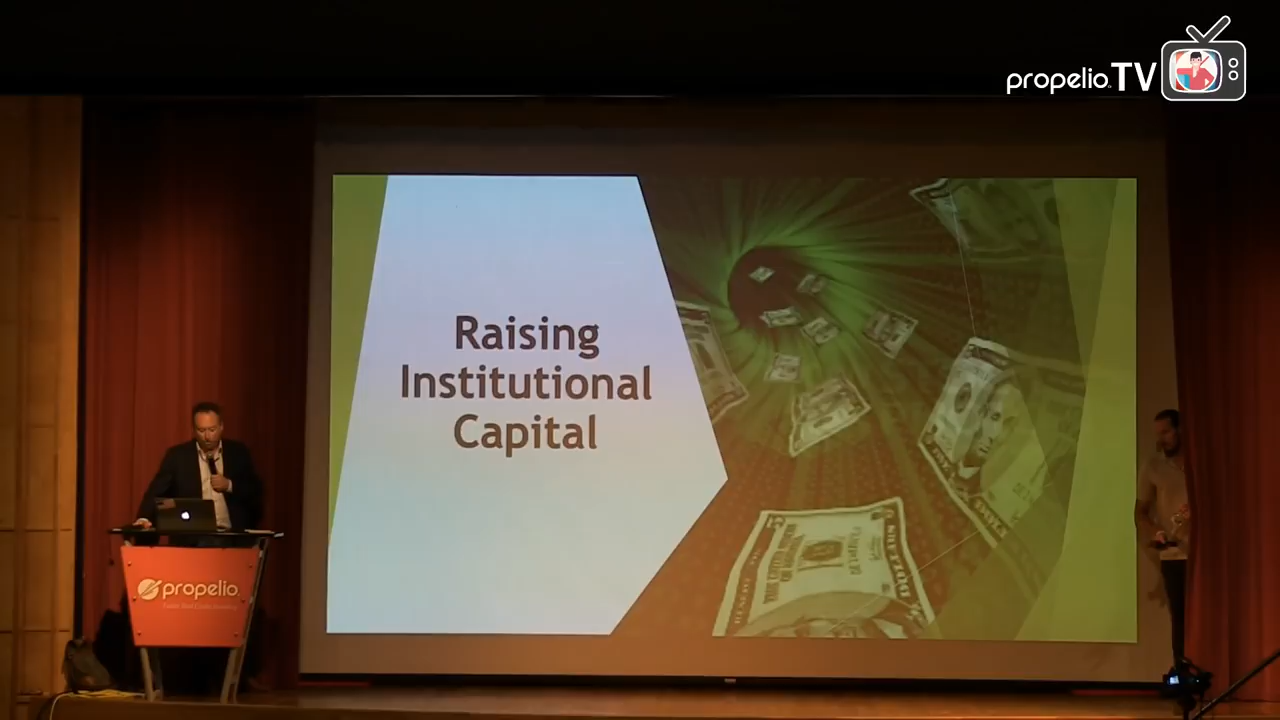 propelio.TV
Raising
Institutional
Capital
propelio.